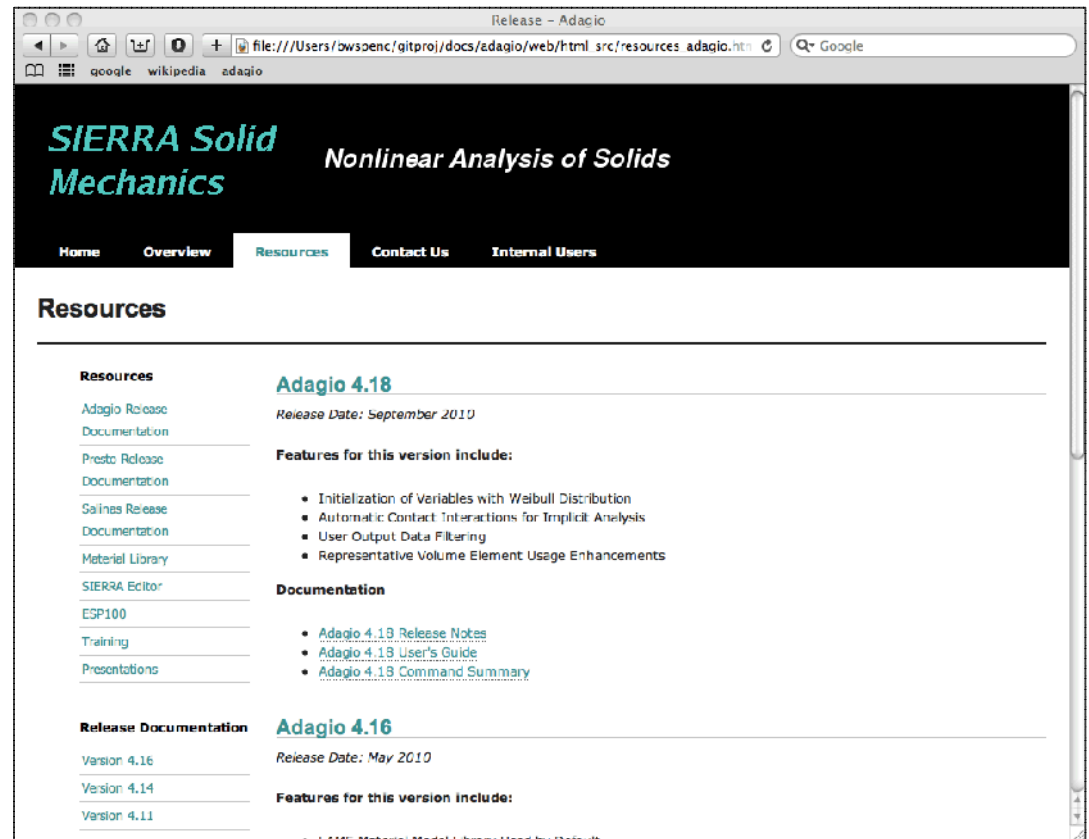 Release – Adagio
file:///Users/bwspenc/gitproj/docs/adagio/web/html_src/resources_adagio.htm
Google
google wikipedia adagio
SIERRA Solid
Mechanics
Nonlinear Analysis of Solids
Home Overview Resources Contact Us Internal Users
Resources
Resources
Adagio Release
Documentation
Presto Release
Documentation
Salinas Release
Documentation
Material Library
SIERRA Editor
ESP100
Training
Presentations
Release Documentation
Version 4.16
Version 4.14
Version 4.11
Adagio 4.18
Release Date: September 2010
Features for this version include:
• Initialization of Variables with Weibull Distribution
• Automatic Contact Interactions for Implicit Analysis
• User Output Data Filtering
• Representative Volume Element Usage Enhancements
Documentation
• Adagio 4.18 Release Notes
• Adagio 4.18 User's Guide
• Adagio 4.18 Command Summary
Adagio 4.16
Release Date: May 2010
Features for this version include:
Material Model Library Used by Default